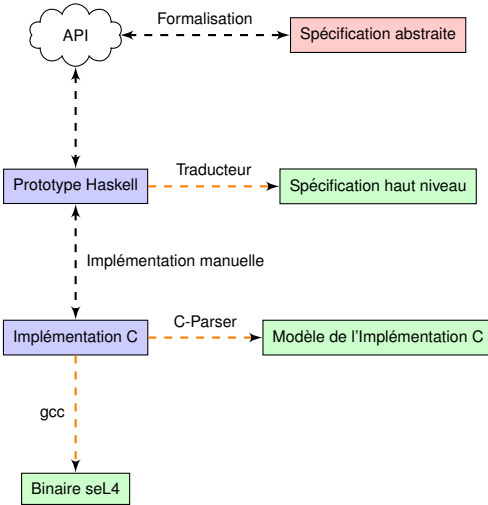 Formalisation
API
Spécification abstraite
Traducteur
Prototype Haskell
Spécification haut niveau
Implémentation manuelle
C-Parser
Implémentation C
Modèle de l'Implémentation C
gcc
Binaire seL4